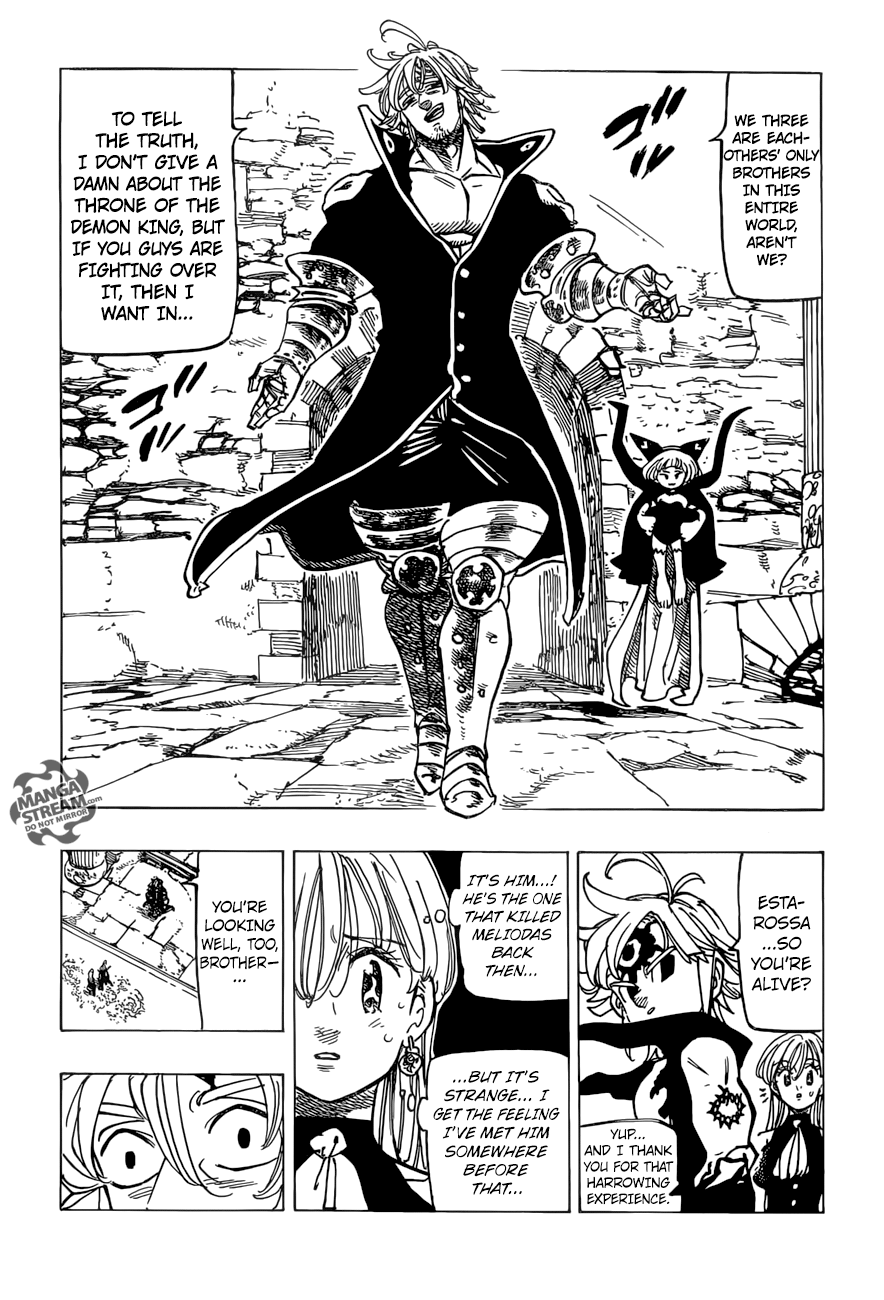 WE THREE
ARE EACH-
OTHERS' ONLY
BROTHERS
IN THIS
ENTIRE
WORLD,
AREN'T
WE?
TO TELL
THE TRUTH,
I DON'T GIVE A
DAMN ABOUT THE
THRONE OF THE
DEMON KING, BUT
IF YOU GUYS ARE
FIGHTING OVER
IT, THEN I
WANT IN...
ゴゴ
ゴゴ
MANGA
STREAM.com
DO NOT MIRROR
ESTA-
ROSSA
...SO
YOU'RE
ALIVE?
YUP...
AND I THANK
YOU FOR THAT
HARROWING
EXPERIENCE.
IT'S HIM...!
HE'S THE ONE
THAT KILLED
MELIODAS
BACK
THEN...
...BUT IT'S
STRANGE... I
GET THE FEELING
I'VE MET HIM
SOMEWHERE
BEFORE
THAT...
YOU'RE
LOOKING
WELL, TOO,
BROTHER—
...